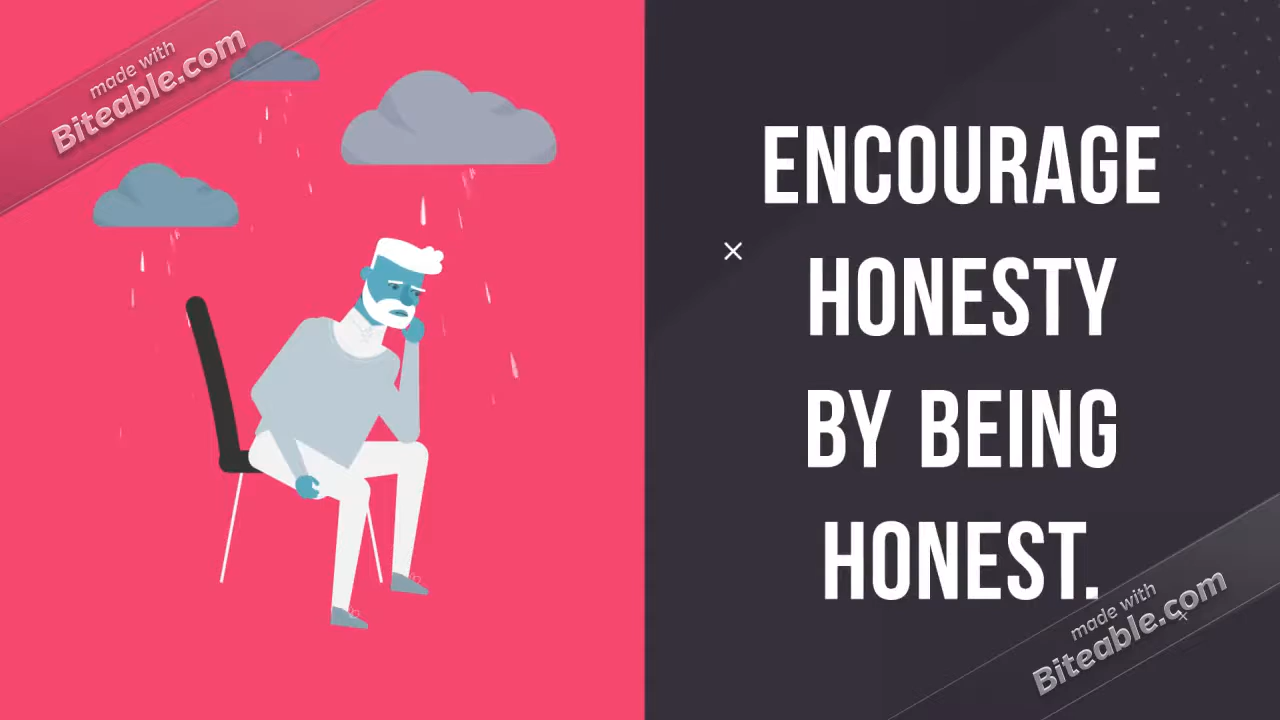 made with
Biteable.com
ENCOURAGE
HONESTY
BY BEING
HONEST.
made with
Biteable.com